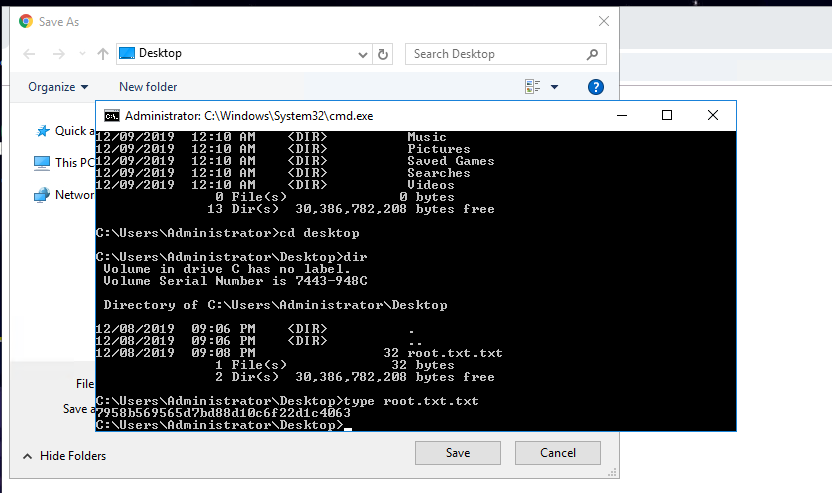 Save As
Desktop
Search Desktop
Organize
New folder
Quick a
This PC
Networ
File
Save a
Administrator: C:\Windows\System32\cmd.exe
12/09/2019  12:10 AM    <DIR>          Music
12/09/2019  12:10 AM    <DIR>          Pictures
12/09/2019  12:10 AM    <DIR>          Saved Games
12/09/2019  12:10 AM    <DIR>          Searches
12/09/2019  12:10 AM    <DIR>          Videos
0 File(s)              0 bytes
13 Dir(s)  30,386,782,208 bytes free
C:\Users\Administrator>cd desktop
C:\Users\Administrator\Desktop>dir
Volume in drive C has no label.
Volume Serial Number is 7443-948C
Directory of C:\Users\Administrator\Desktop
12/08/2019  09:06 PM    <DIR>          .
12/08/2019  09:06 PM    <DIR>          ..
12/08/2019  09:08 PM                32 root.txt.txt
1 File(s)             32 bytes
2 Dir(s)  30,386,782,208 bytes free
C:\Users\Administrator\Desktop>type root.txt.txt
7958b569565d7bd88d10c6f22d1c4063
C:\Users\Administrator\Desktop>
Hide Folders
Save
Cancel